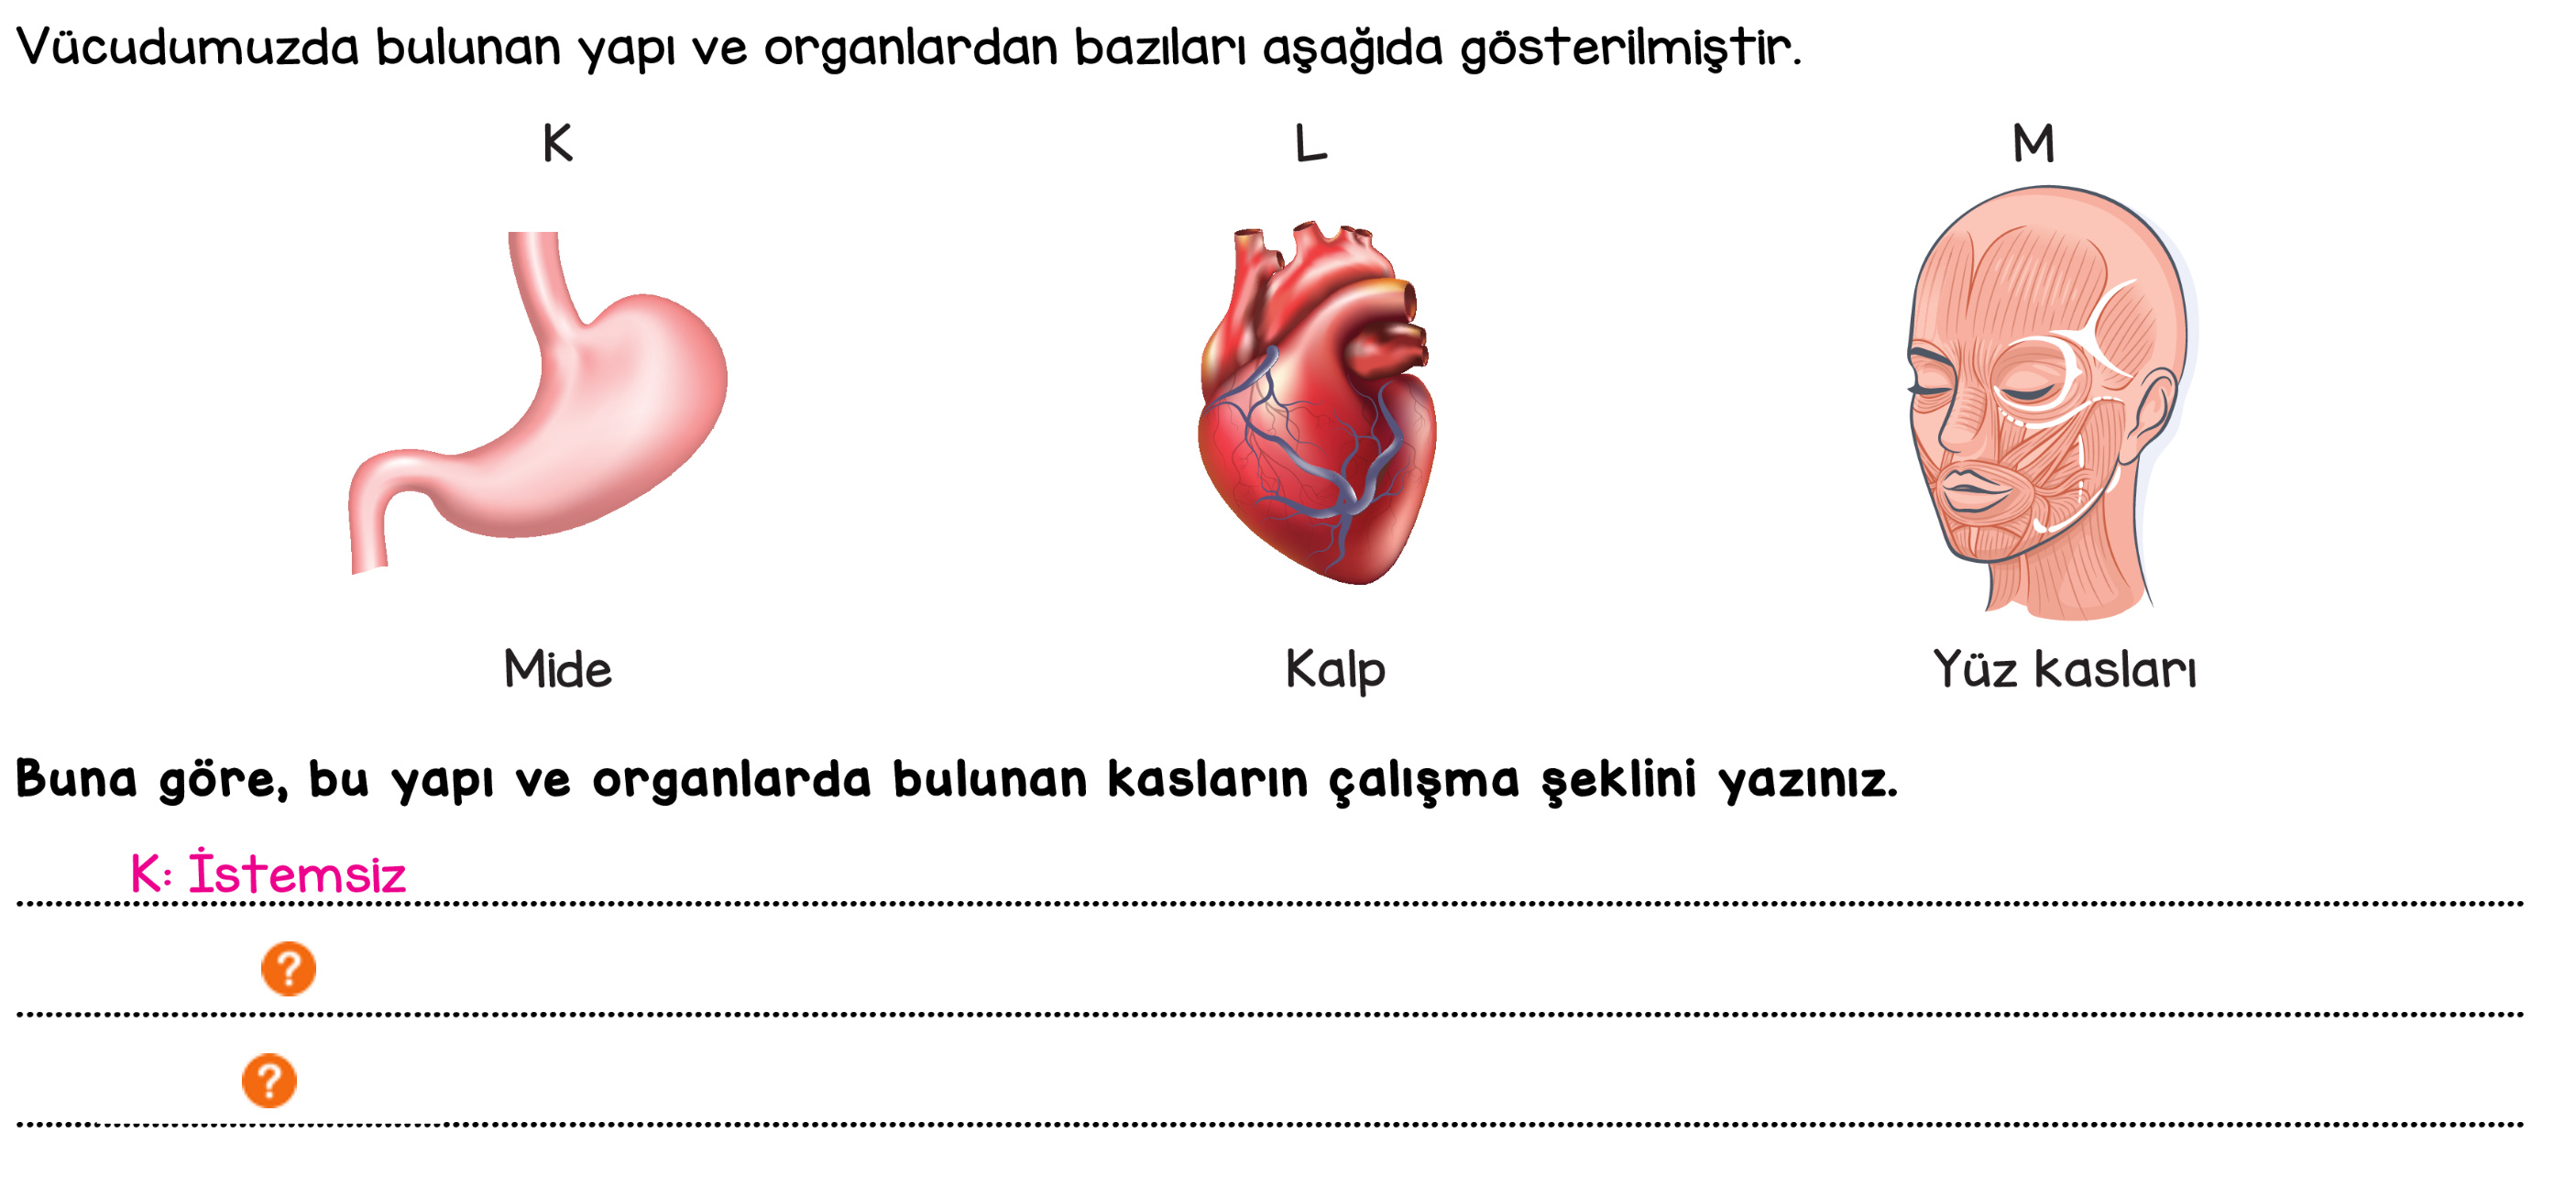 Vücudumuzda bulunan yapı ve organlardan bazıları aşağıda gösterilmiştir.
K L M
Mide Kalp Yüz kasları
Buna göre, bu yapı ve organlarda bulunan kasların çalışma şeklini yazınız.
K: İstemsiz
?
?